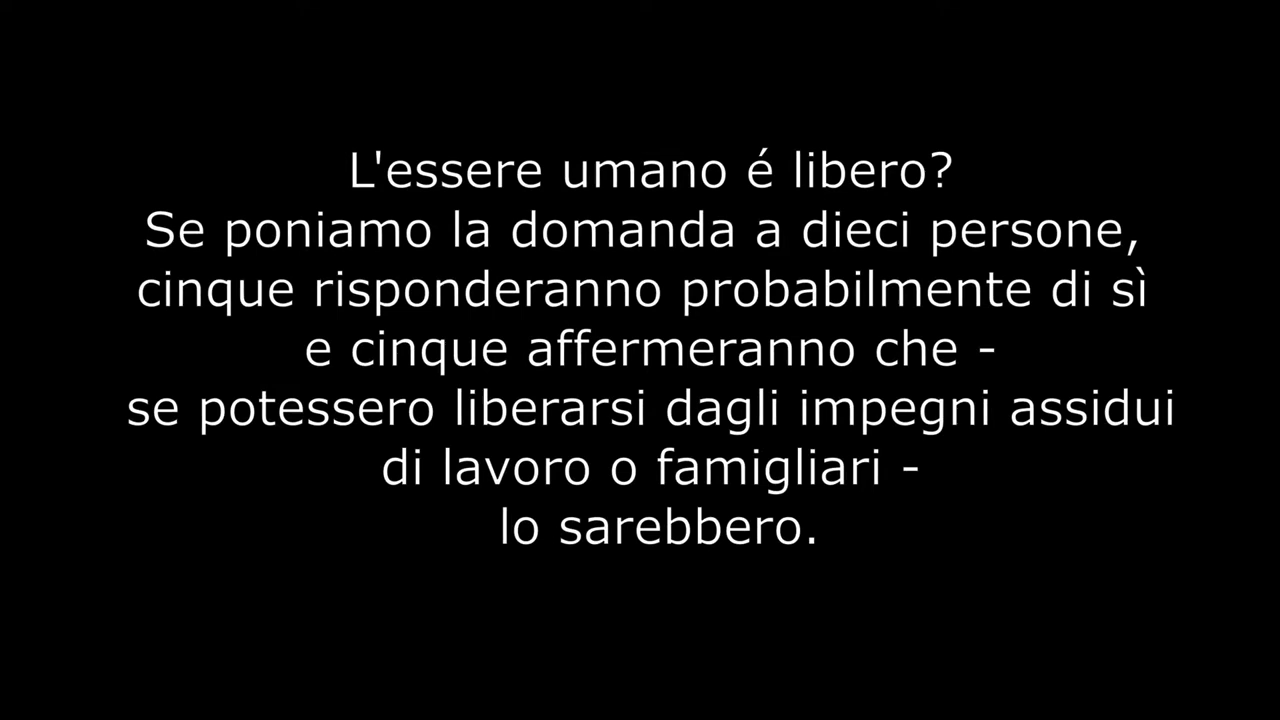 L'essere umano é libero?
Se poniamo la domanda a dieci persone,
cinque risponderanno probabilmente di sì
e cinque affermeranno che -
se potessero liberarsi dagli impegni assidui
di lavoro o famigliari -
lo sarebbero.